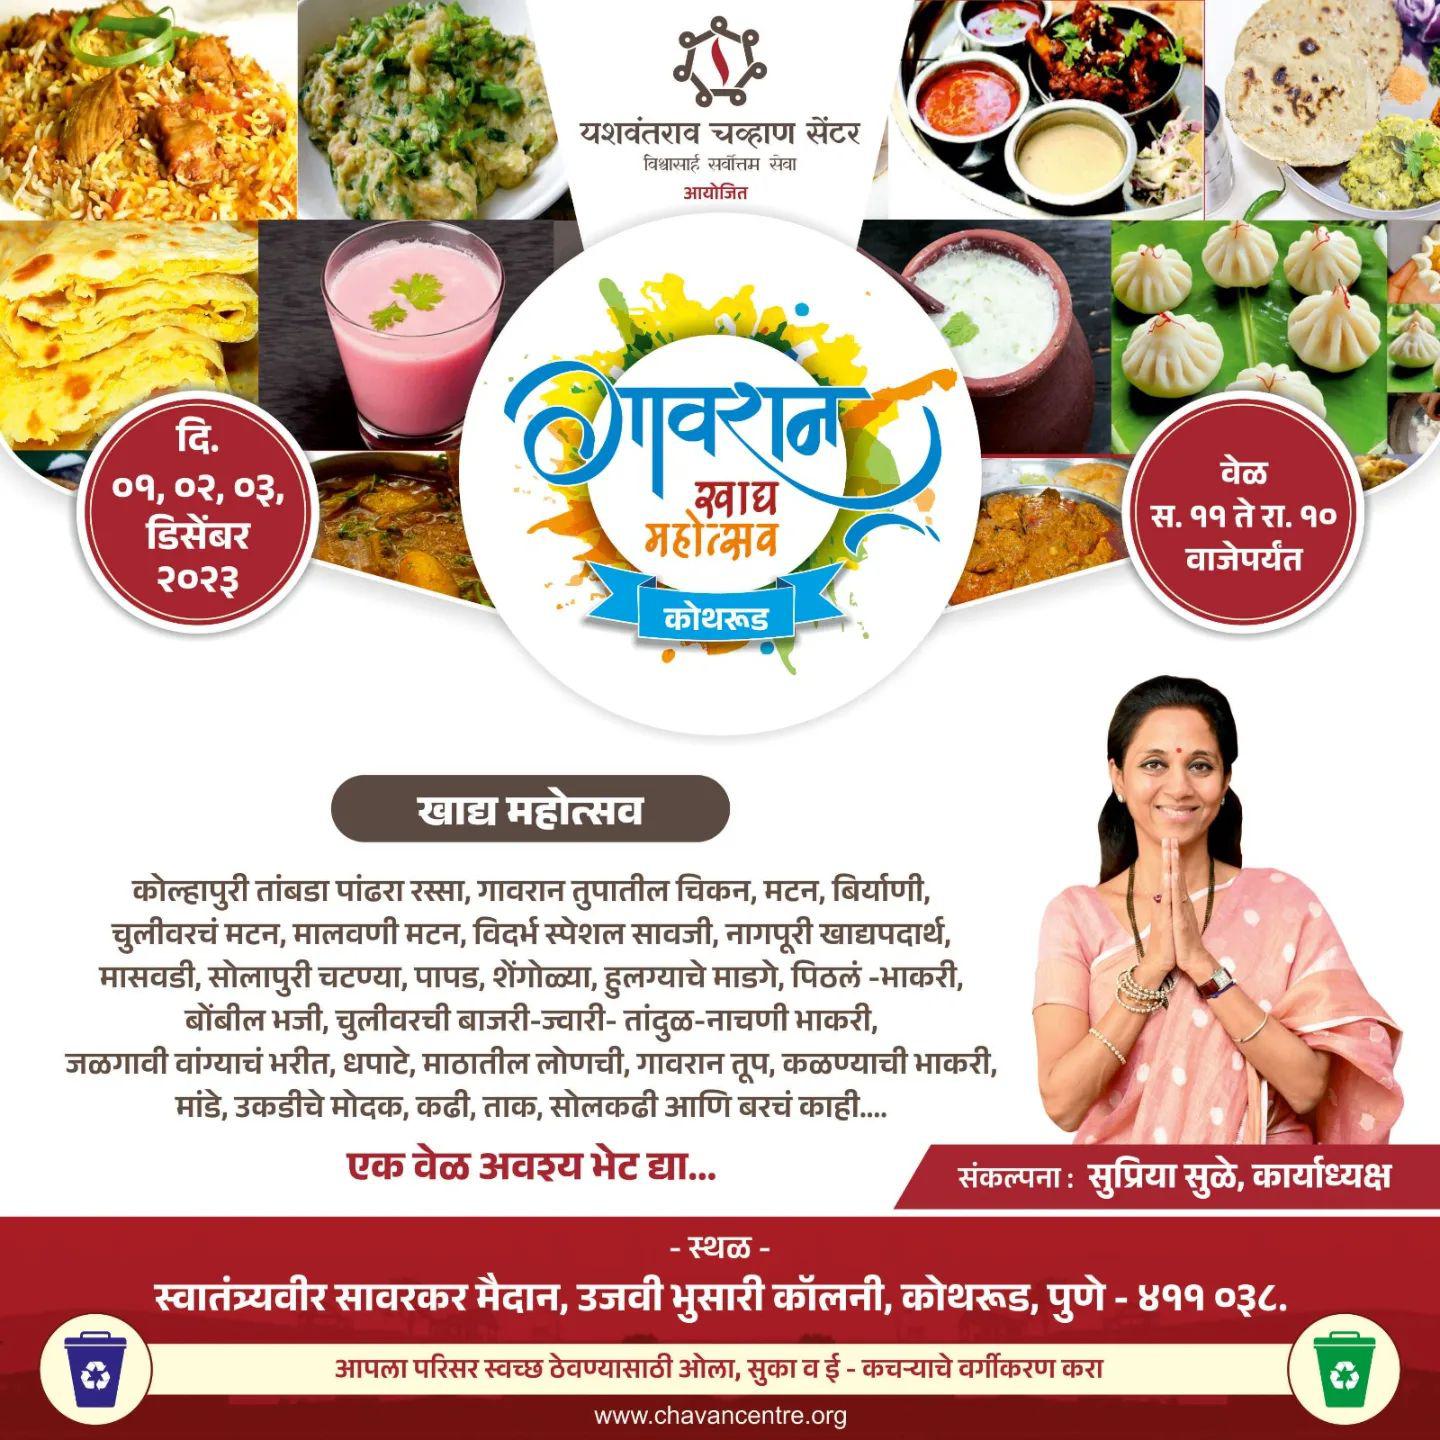 यशवंतराव चव्हाण सेंटर
विश्वासार्ह सर्वोत्तम सेवा
आयोजित
गावरान
खाद्य
महोत्सव
कोथरूड
दि.
०१, ०२, ०३,
डिसेंबर
२०२३
वेळ
स. ११ ते रा. १०
वाजेपर्यंत
खाद्य महोत्सव
कोल्हापुरी तांबडा पांढरा रस्सा, गावरान तुपातील चिकन, मटन, बिर्याणी,
चुलीवरचं मटन, मालवणी मटन, विदर्भ स्पेशल सावजी, नागपूरी खाद्यपदार्थ,
मासवडी, सोलापुरी चटण्या, पापड, शेंगोळ्या, हुलग्याचे माडगे, पिठलं -भाकरी,
बोंबील भजी, चुलीवरची बाजरी-ज्वारी- तांदुळ-नाचणी भाकरी,
जळगावी वांग्याचं भरीत, धपाटे, माठातील लोणची, गावरान तूप, कळण्याची भाकरी,
मांडे, उकडीचे मोदक, कढी, ताक, सोलकढी आणि बरचं काही....
एक वेळ अवश्य भेट द्या...
संकल्पना : सुप्रिया सुळे, कार्याध्यक्ष
- स्थळ -
स्वातंत्र्यवीर सावरकर मैदान, उजवी भुसारी कॉलनी, कोथरूड, पुणे - ४११ ०३८.
आपला परिसर स्वच्छ ठेवण्यासाठी ओला, सुका व ई - कचऱ्याचे वर्गीकरण करा
www.chavancentre.org